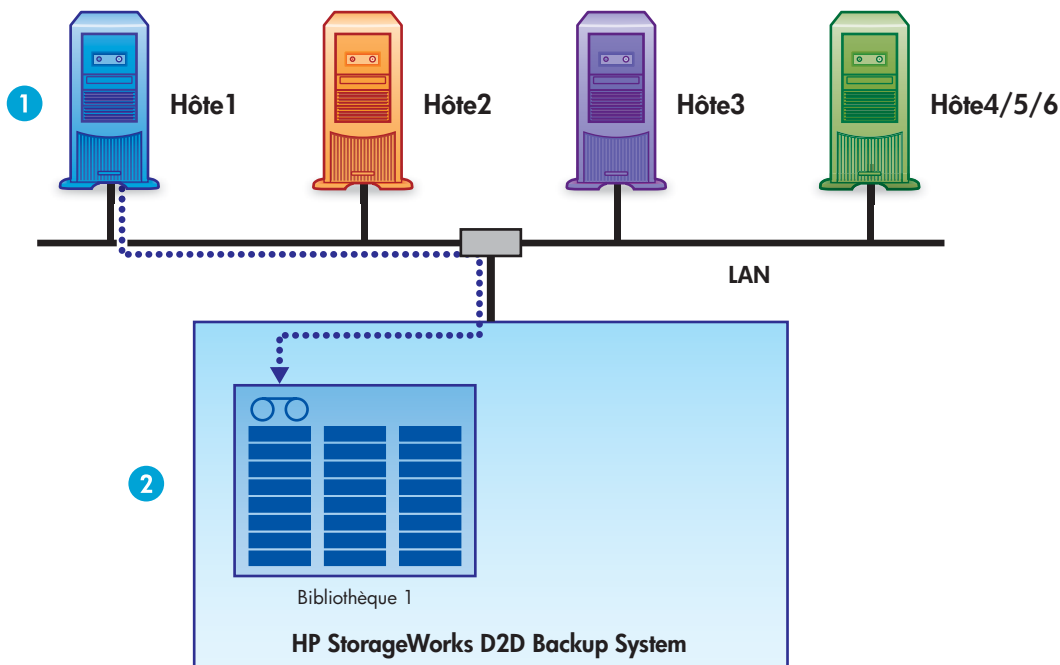 1
Hôte1
Hôte2
Hôte3
Hôte4/5/6
LAN
2
Bibliothèque 1
HP StorageWorks D2D Backup System